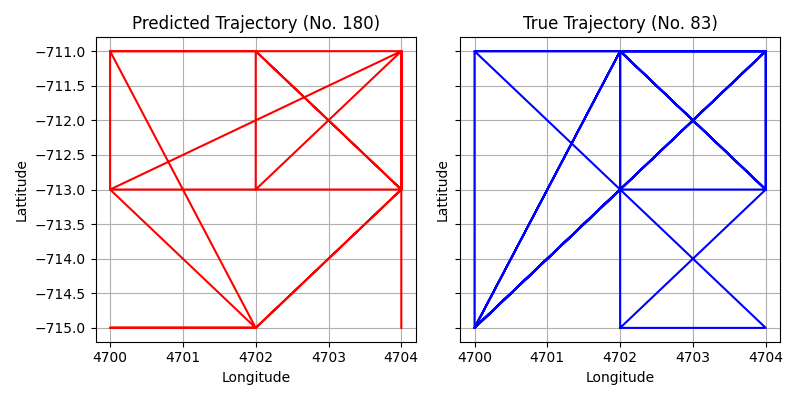 Predicted Trajectory (No. 180)
True Trajectory (No. 83)
−711.0
−711.5
−712.0
−712.5
−713.0
−713.5
−714.0
−714.5
−715.0
Lattitude
Lattitude
4700 4701 4702 4703 4704
4700 4701 4702 4703 4704
Longitude
Longitude